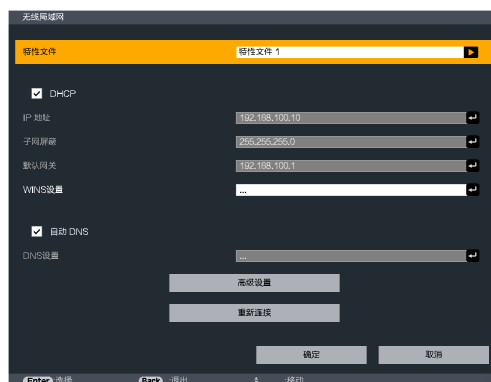 无线局域网
特性文件 特性文件 1
DHCP
IP 地址 192.168.100.10
子网屏蔽 255.255.255.0
默认网关 192.168.100.1
WINS设置 ...
自动 DNS
DNS设置 ...
高级设置
重新连接
确定 取消
Enter :选择 Back :退出 :移动